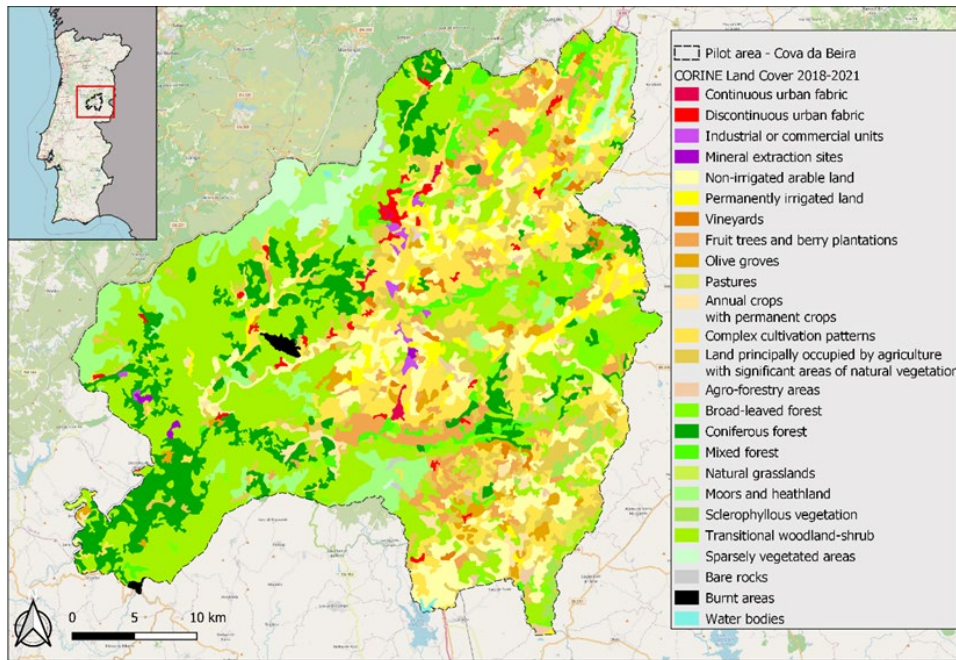 Pilot area - Cova da Beira
CORINE Land Cover 2018-2021
Continuous urban fabric
Discontinuous urban fabric
Industrial or commercial units
Mineral extraction sites
Non-irrigated arable land
Permanently irrigated land
Vineyards
Fruit trees and berry plantations
Olive groves
Pastures
Annual crops
with permanent crops
Complex cultivation patterns
Land principally occupied by agriculture
with significant areas of natural vegetation
Agro-forestry areas
Broad-leaved forest
Coniferous forest
Mixed forest
Natural grasslands
Moors and heathland
Sclerophyllous vegetation
Transitional woodland-shrub
Sparsely vegetated areas
Bare rocks
Burnt areas
Water bodies
0 5 10 km